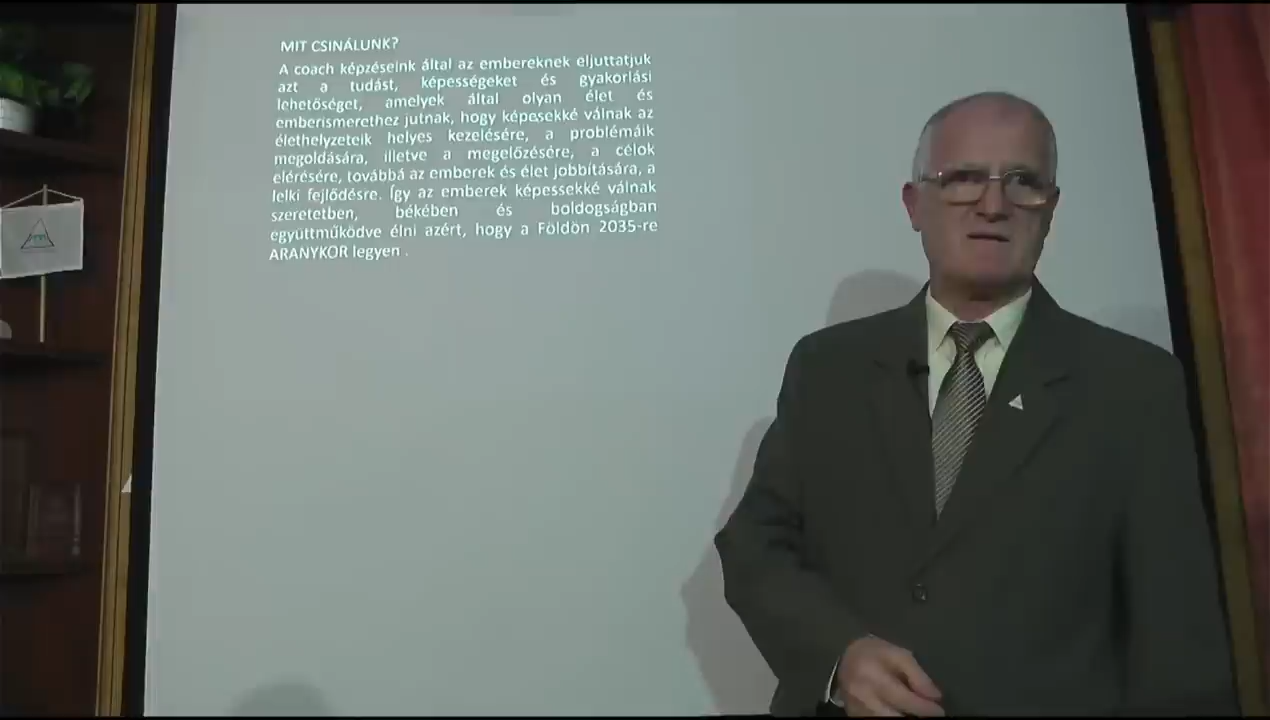 MIT CSINÁLUNK?
A coach képzéseink által az embereknek eljuttatjuk
azt a tudást, képességeket és gyakorlási
lehetőséget, amelyek által olyan élet és
emberismerethez jutnak, hogy képesekké válnak az
élethelyzeteik helyes kezelésére, a problémáik
megoldására, illetve a megelőzésére, a célok
elérésére, továbbá az emberek és élet jobbítására, a
lelki fejlődésre. Így az emberek képessekké válnak
szeretetben, békében és boldogságban
együttműködve élni azért, hogy a Földön 2035-re
ARANYKOR legyen .